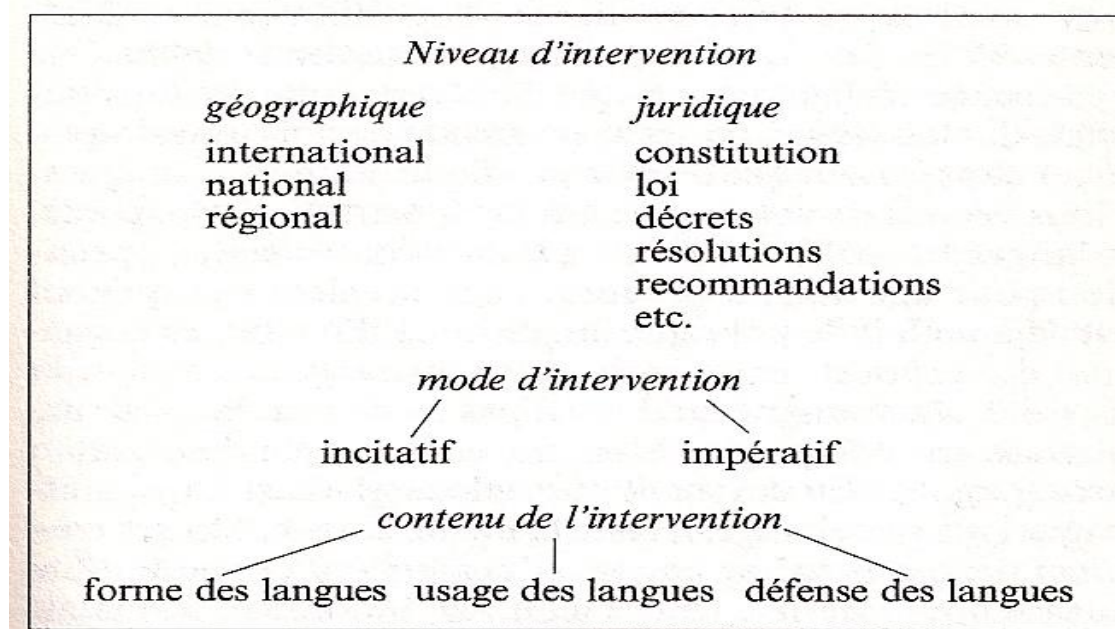 Niveau d'intervention
géographique juridique
international constitution
national loi
régional décrets
résolutions
recommandations
etc.
mode d'intervention
incitatif impératif
contenu de l'intervention
forme des langues usage des langues défense des langues